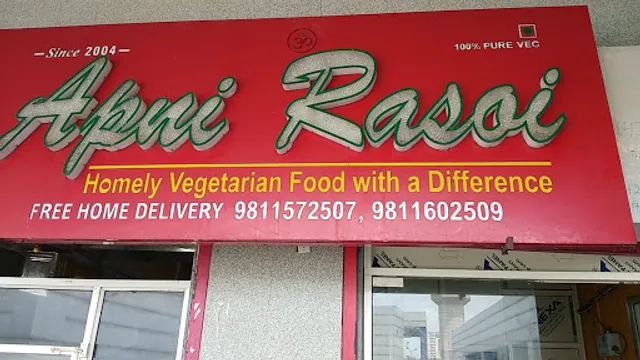 —Since 2004—
ॐ
100% PURE VEG
Apni Rasoi
Homely Vegetarian Food with a Difference
FREE HOME DELIVERY 9811572507, 9811602509